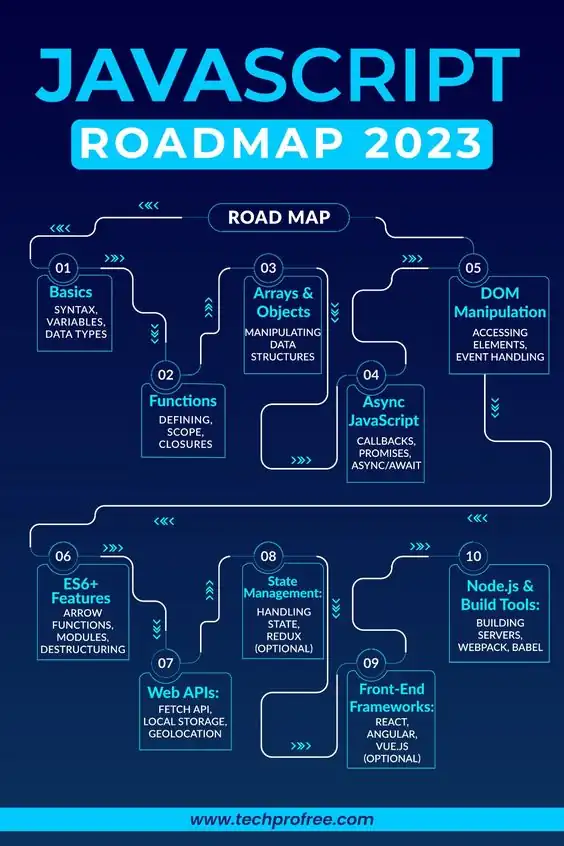 JAVASCRIPT
ROADMAP 2023
ROAD MAP
01
Basics
SYNTAX,
VARIABLES,
DATA TYPES
02
Functions
DEFINING,
SCOPE,
CLOSURES
03
Arrays &
Objects
MANIPULATING
DATA
STRUCTURES
04
Async
JavaScript
CALLBACKS,
PROMISES,
ASYNC/AWAIT
05
DOM
Manipulation
ACCESSING
ELEMENTS,
EVENT HANDLING
06
ES6+
Features
ARROW
FUNCTIONS,
MODULES,
DESTRUCTURING
07
Web APIs:
FETCH API,
LOCAL STORAGE,
GEOLOCATION
08
State
Management:
HANDLING
STATE,
REDUX
(OPTIONAL)
09
Front-End
Frameworks:
REACT,
ANGULAR,
VUE.JS
(OPTIONAL)
10
Node.js &
Build Tools:
BUILDING
SERVERS,
WEBPACK, BABEL
www.techprofree.com